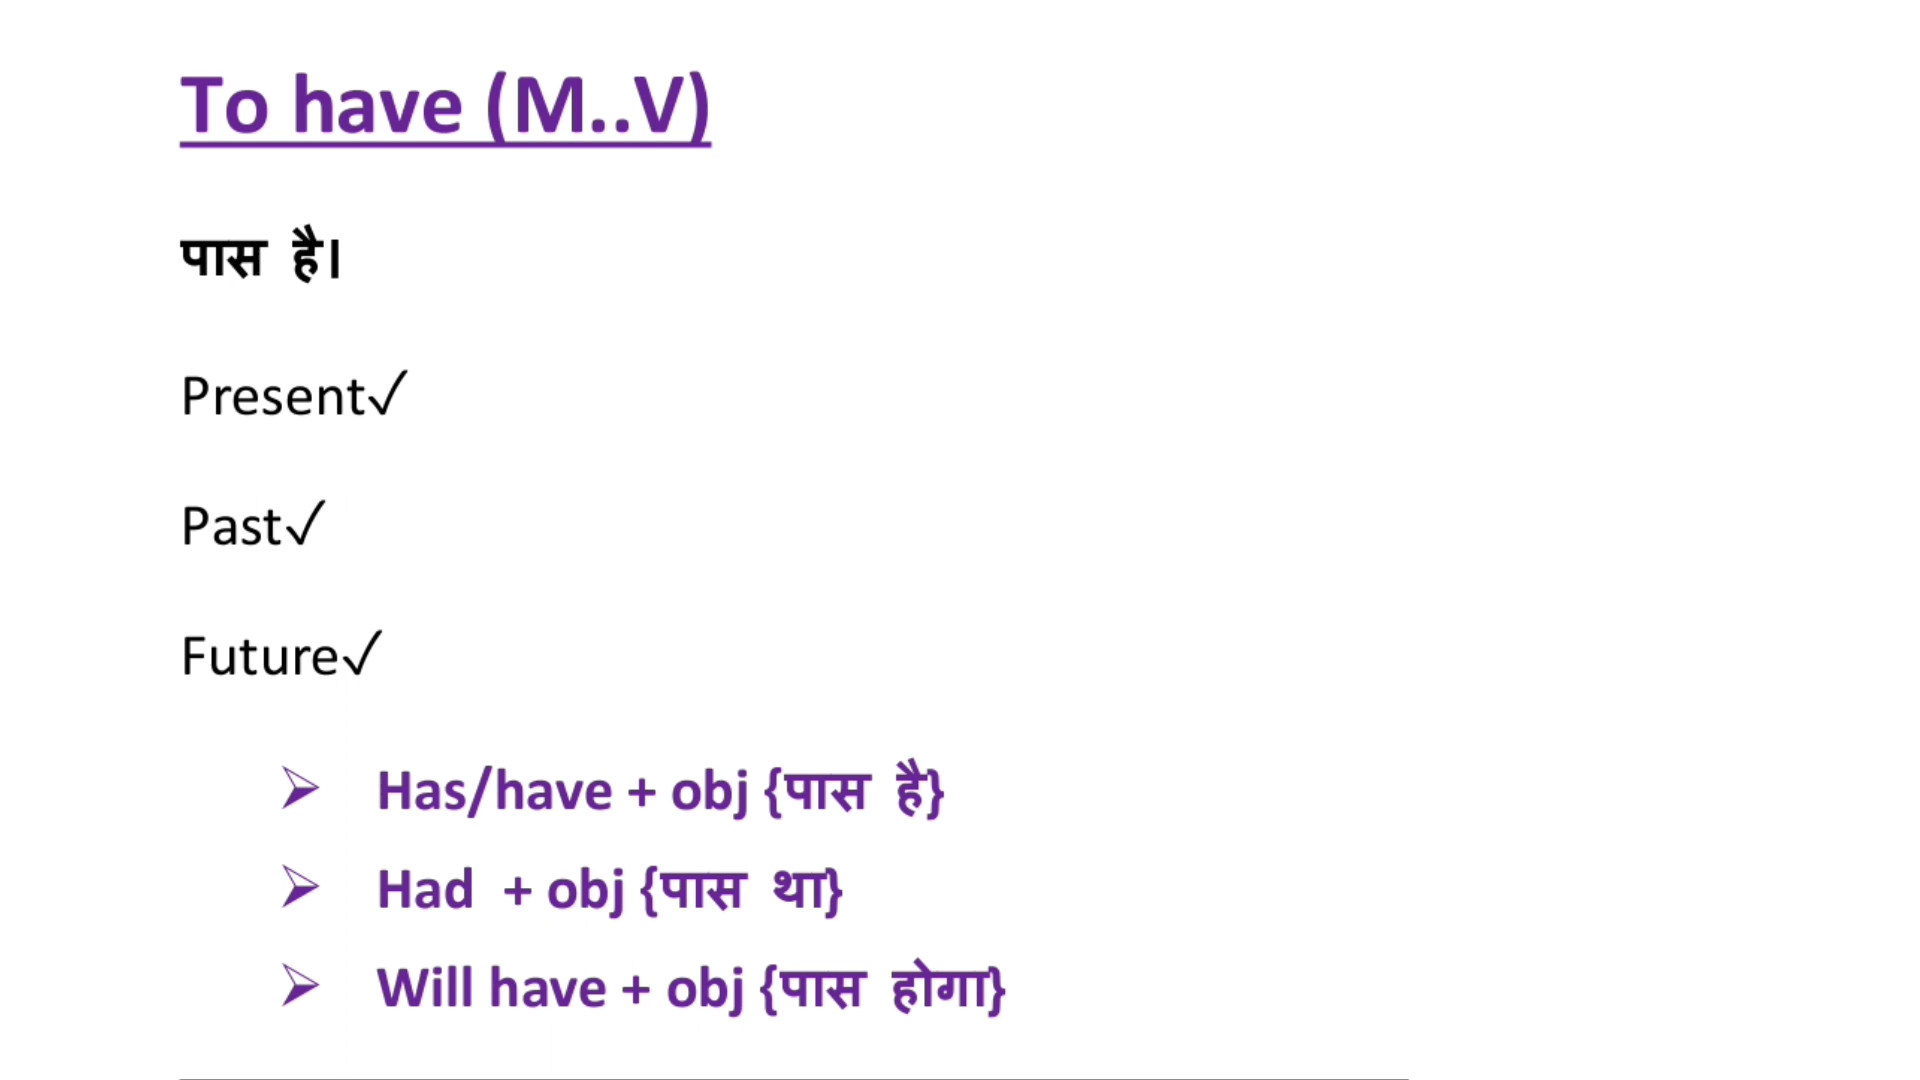 To have (M..V)
पास है।
Present✓
Past✓
Future✓
➢ Has/have + obj {पास है}
➢ Had + obj {पास था}
➢ Will have + obj {पास होगा}